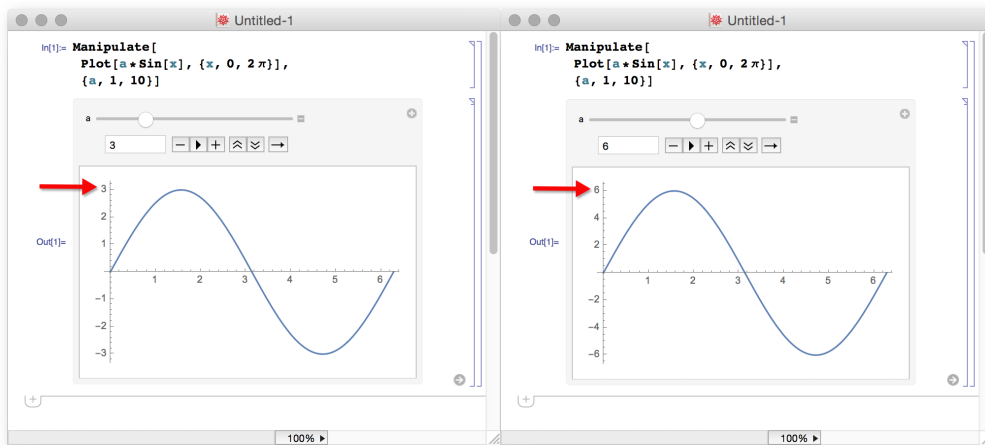 Untitled-1
In[1]:= Manipulate[
Plot[a * Sin[x], {x, 0, 2 π}],
{a, 1, 10}]
a
3
3
2
1
Out[1]=
1 2 3 4 5 6
-1
-2
-3
100%
Untitled-1
In[1]:= Manipulate[
Plot[a * Sin[x], {x, 0, 2 π}],
{a, 1, 10}]
a
6
6
4
2
Out[1]=
1 2 3 4 5 6
-2
-4
-6
100%